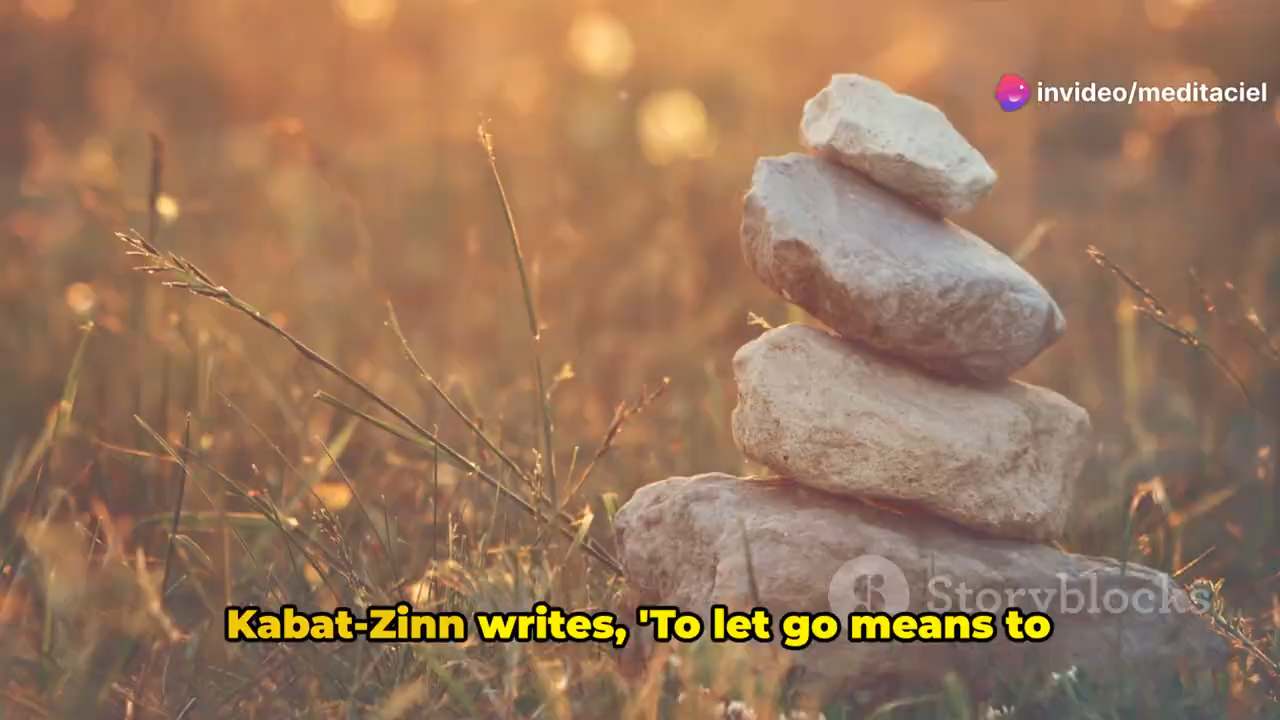 invideo/meditaciel
Storyblocks
Kabat-Zinn writes, 'To let go means to